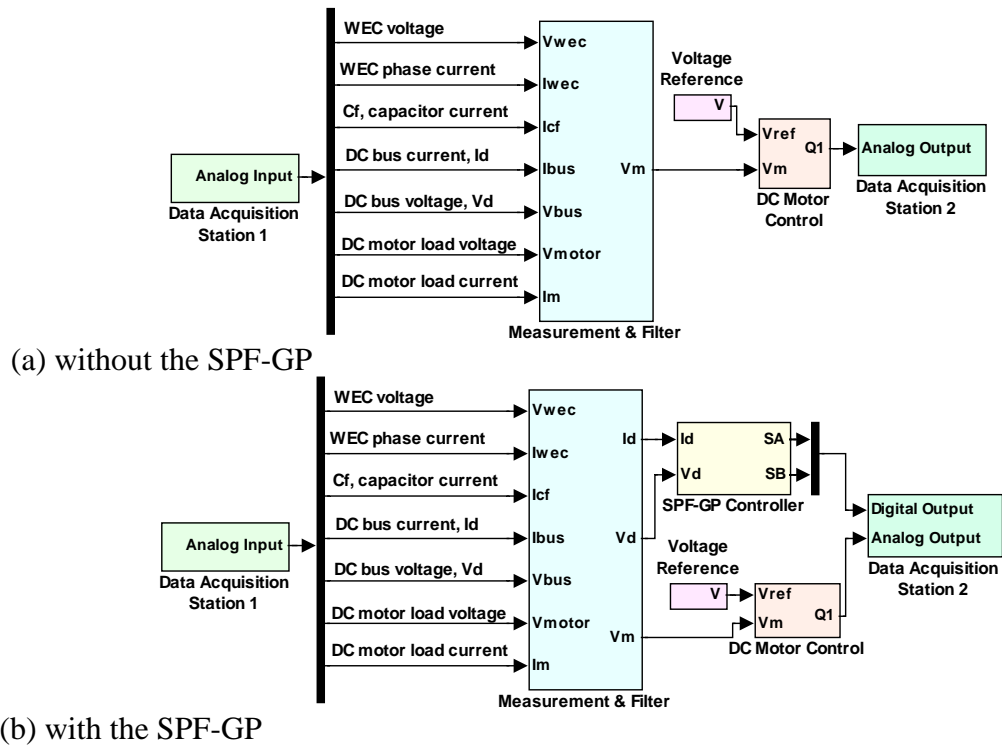 WEC voltage
WEC phase current
Cf, capacitor current
DC bus current, Id
DC bus voltage, Vd
DC motor load voltage
DC motor load current
Analog Input
Data Acquisition
Station 1
Vwec
Iwec
Icf
Ibus
Vbus
Vmotor
Im
Vm
Measurement & Filter
Voltage
Reference
V
Vref
Vm
Q1
DC Motor
Control
Analog Output
Data Acquisition
Station 2
(a) without the SPF-GP
WEC voltage
WEC phase current
Cf, capacitor current
DC bus current, Id
DC bus voltage, Vd
DC motor load voltage
DC motor load current
Analog Input
Data Acquisition
Station 1
Vwec
Iwec
Icf
Ibus
Vbus
Vmotor
Im
Id
Vd
Vm
Measurement & Filter
Id
Vd
SA
SB
SPF-GP Controller
Voltage
Reference
V
Vref
Vm
Q1
DC Motor Control
Digital Output
Analog Output
Data Acquisition
Station 2
(b) with the SPF-GP